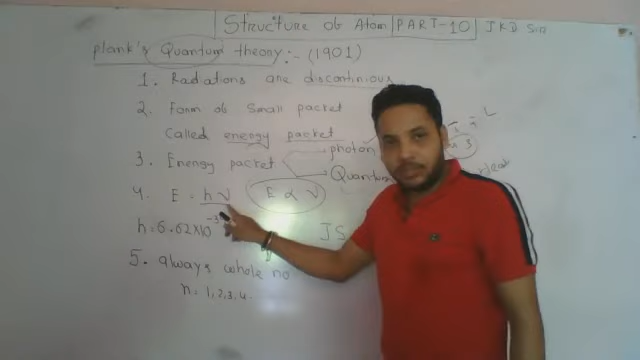 Structure of Atom PART-10 JKD Sir
plank's Quantum theory:- (1901)
1. Radiations are discontinious
2. Form of small packet
called energy packet
photon
3. Energy packet
Quantum
Heat
4. E = hν
E ∝ ν
h = 6.62×10
JS
5. always whole no
n = 1,2,3,4.